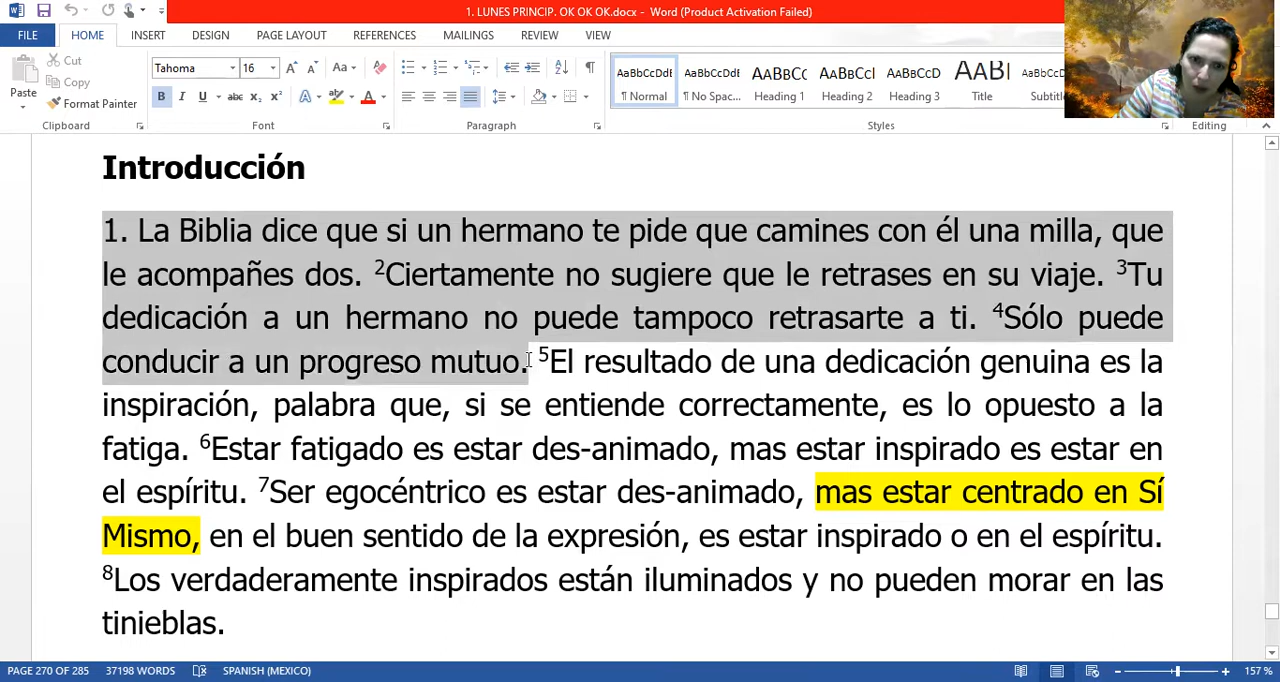 1. LUNES PRINCIP. OK OK OK.docx - Word (Product Activation Failed)
FILE HOME INSERT DESIGN PAGE LAYOUT REFERENCES MAILINGS REVIEW VIEW
Cut
Copy
Format Painter
Paste
Tahoma 16
AaBbCcDdE AaBbCcDdE AaBbCc AaBbCcI AaBbCcD AaBl AaBbCcD
¶ Normal ¶ No Spac... Heading 1 Heading 2 Heading 3 Title Subtitl
Clipboard Font Paragraph Styles Editing
Introducción
1. La Biblia dice que si un hermano te pide que camines con él una milla, que
le acompañes dos. ²Ciertamente no sugiere que le retrases en su viaje. ³Tu
dedicación a un hermano no puede tampoco retrasarte a ti. ⁴Sólo puede
conducir a un progreso mutuo. ⁵El resultado de una dedicación genuina es la
inspiración, palabra que, si se entiende correctamente, es lo opuesto a la
fatiga. ⁶Estar fatigado es estar des-animado, mas estar inspirado es estar en
el espíritu. ⁷Ser egocéntrico es estar des-animado, mas estar centrado en Sí
Mismo, en el buen sentido de la expresión, es estar inspirado o en el espíritu.
⁸Los verdaderamente inspirados están iluminados y no pueden morar en las
tinieblas.
PAGE 270 OF 285 37198 WORDS SPANISH (MEXICO) 157 %